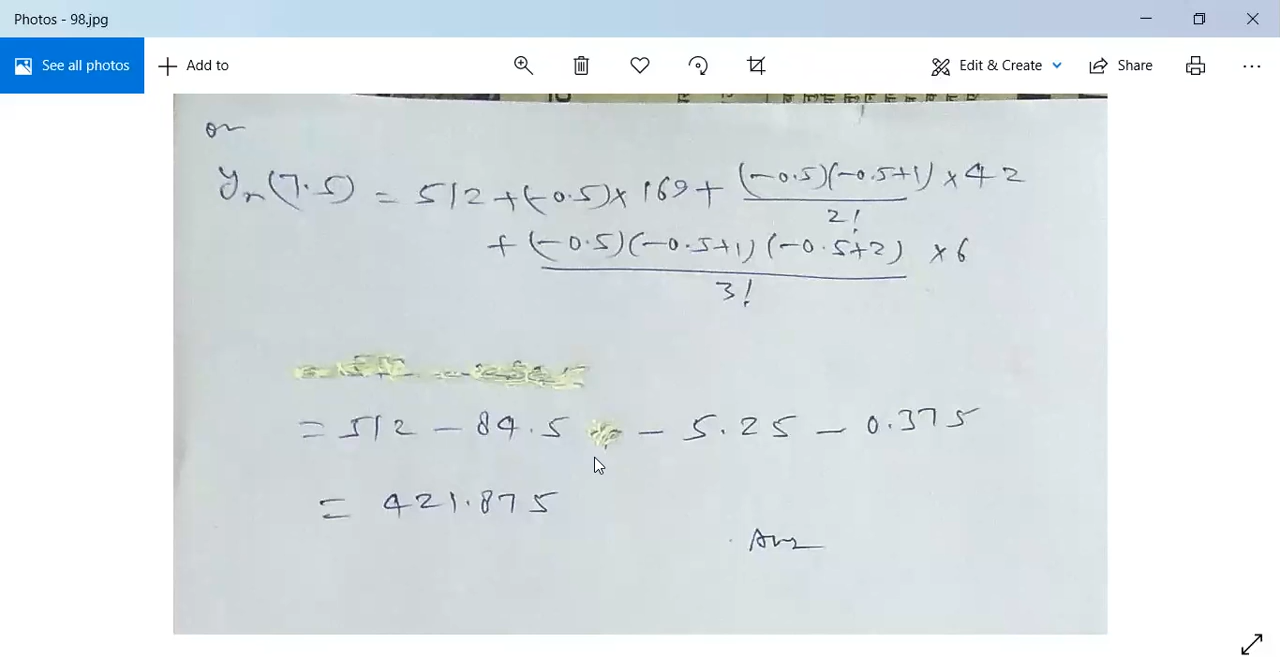 Photos - 98.jpg
See all photos
Add to
Edit & Create
Share
or
yn(7.5) = 512 + (-0.5) × 169 + (-0.5)(-0.5+1) × 42
2!
+ (-0.5)(-0.5+1)(-0.5+2) × 6
3!
= 512 - 84.5 - 5.25 - 0.375
= 421.875
Ans